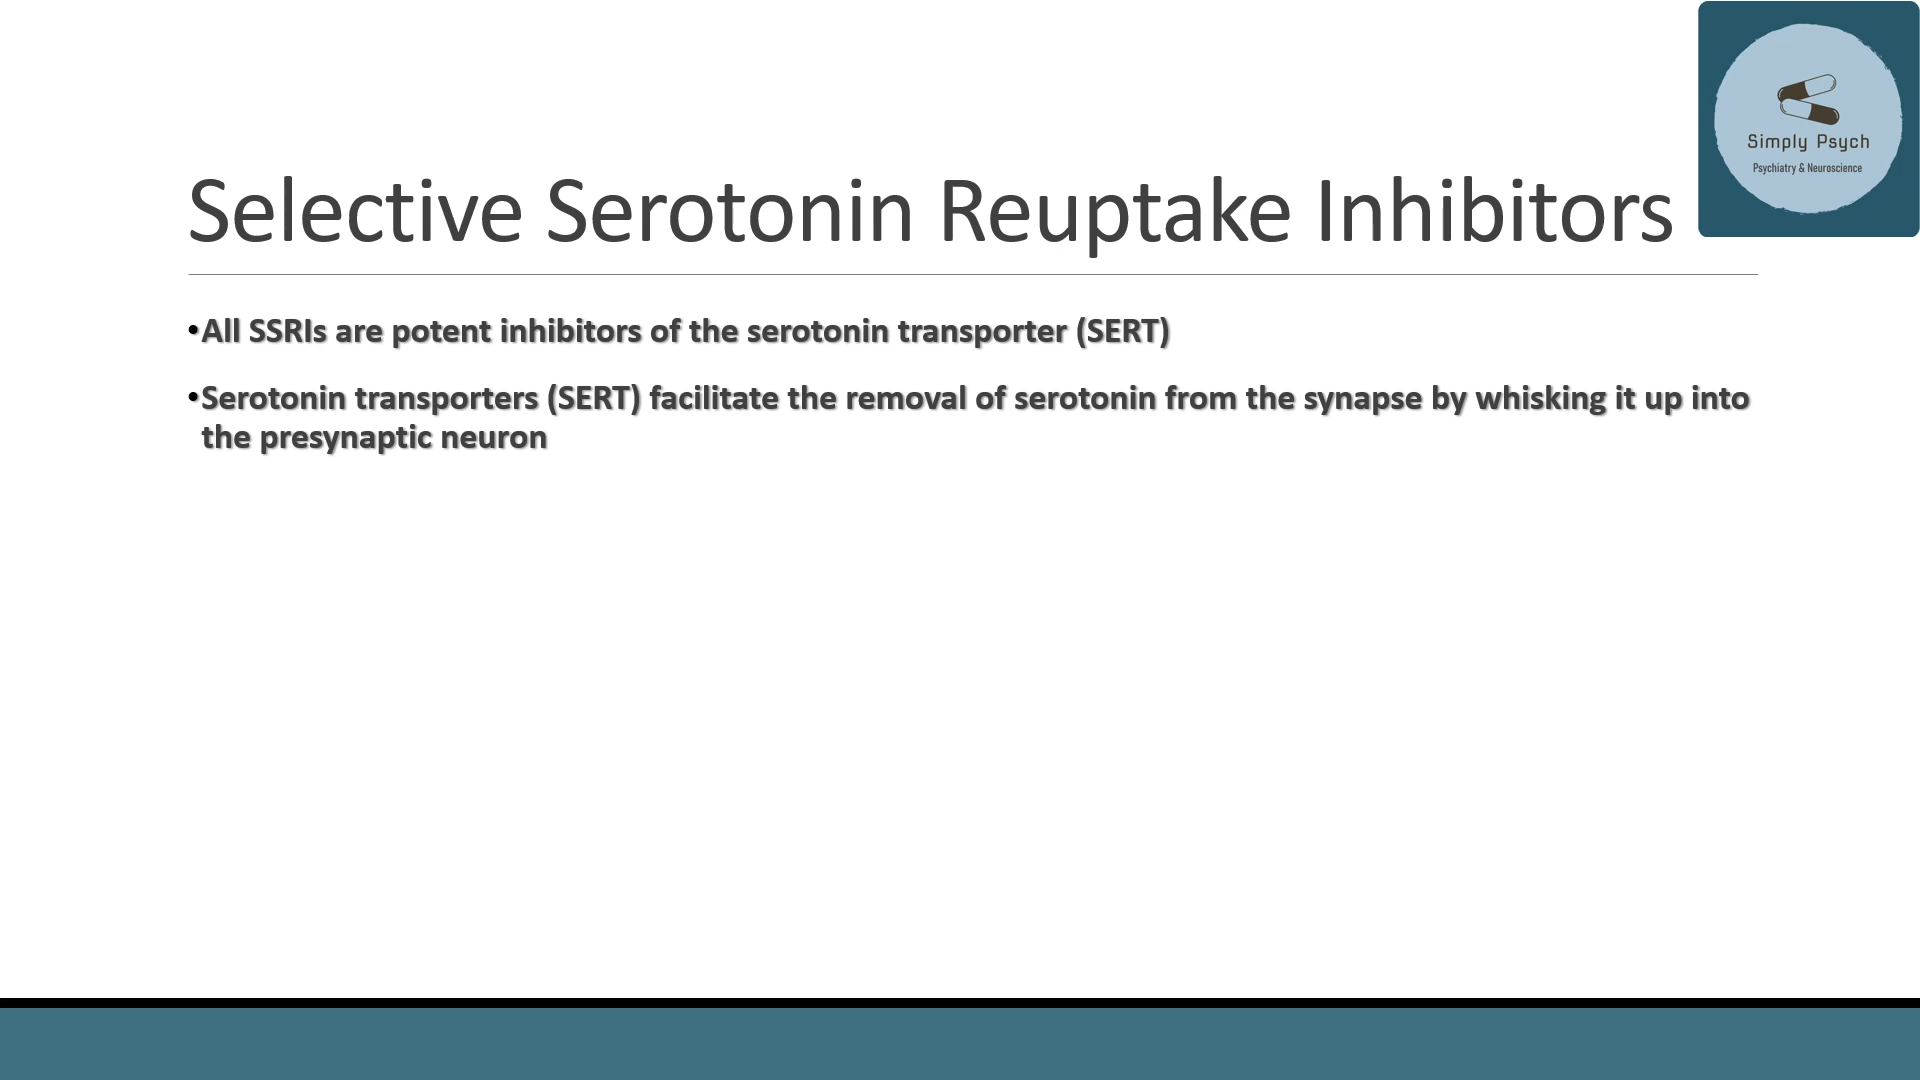 Simply Psych
Psychiatry & Neuroscience
Selective Serotonin Reuptake Inhibitors
•All SSRIs are potent inhibitors of the serotonin transporter (SERT)
•Serotonin transporters (SERT) facilitate the removal of serotonin from the synapse by whisking it up into
the presynaptic neuron